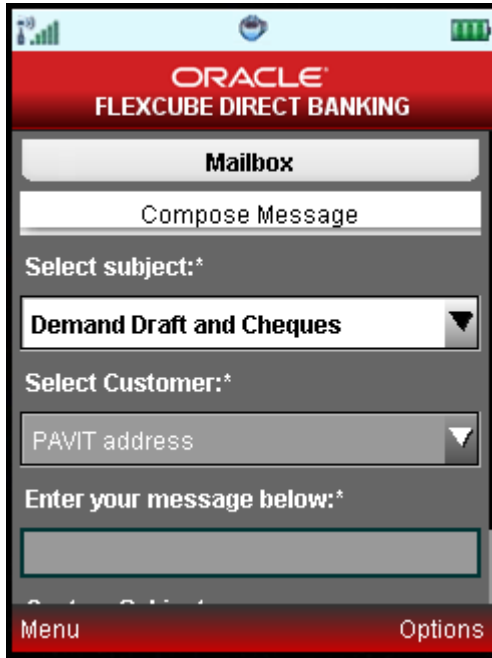 ORACLE
FLEXCUBE DIRECT BANKING
Mailbox
Compose Message
Select subject:*
Demand Draft and Cheques
Select Customer:*
PAVIT address
Enter your message below:*
Menu
Options